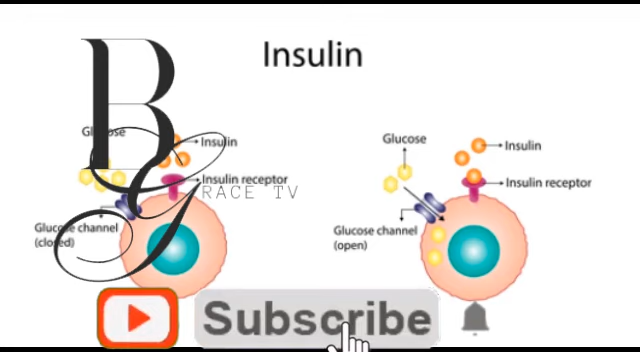 Insulin
B
G
RACE TV
Glucose
Insulin
Insulin receptor
Glucose channel
(closed)
Glucose
Insulin
Insulin receptor
Glucose channel
(open)
Subscribe